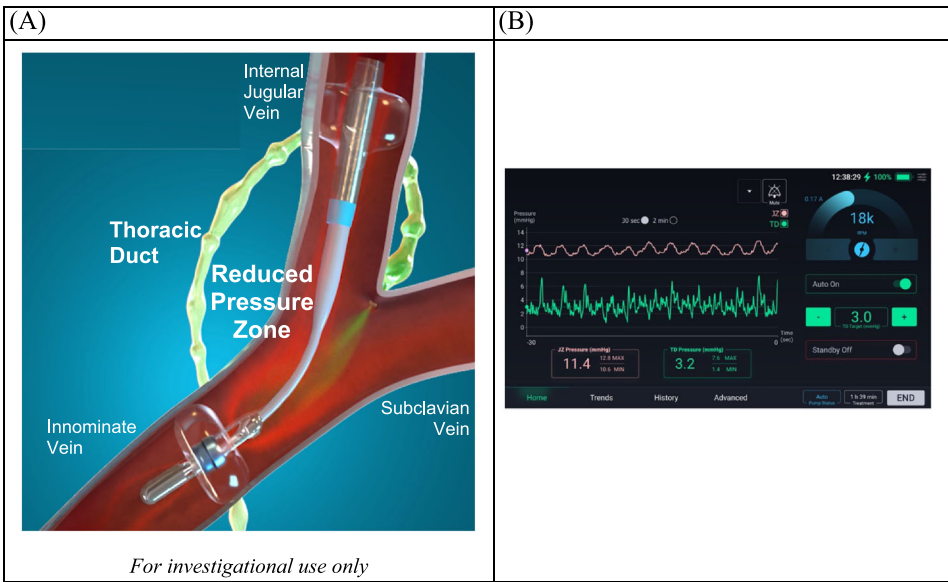 (A)
(B)
Internal
Jugular
Vein
Thoracic
Duct
Reduced
Pressure
Zone
Innominate
Vein
Subclavian
Vein
For investigational use only
12:38:29
100%
Mute
JZ
TD
Pressure
(mmHg)
30 sec
2 min
14
12
10
8
6
4
2
0
-30
0
Time
(sec)
JZ Pressure (mmHg)
11.4
12.8 MAX
10.6 MIN
TD Pressure (mmHg)
3.2
7.6 MAX
1.4 MIN
0.17 A
18k
RPM
Auto On
-
3.0
+
TD Target (mmHg)
Standby Off
Home
Trends
History
Advanced
Auto
Pump Status
1 h 39 min
Treatment
END